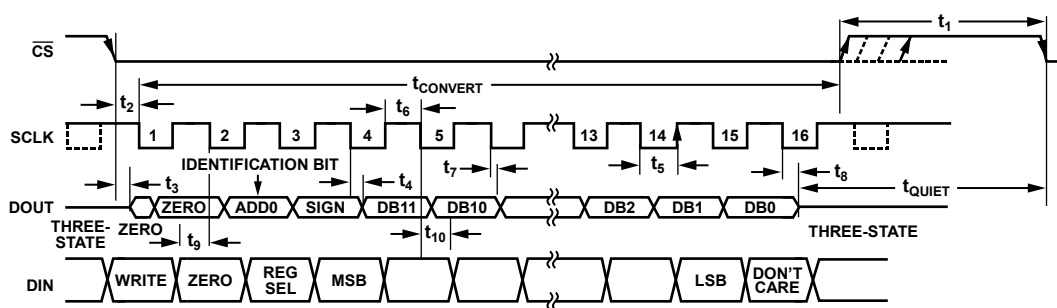 t1
CS
tCONVERT
t2
t6
SCLK
1 2 3 4 5 13 14 15 16
IDENTIFICATION BIT
t3
t4
t7
t5
t8
tQUIET
DOUT
ZERO ADD0 SIGN DB11 DB10 DB2 DB1 DB0
THREE-
STATE
ZERO
t9
t10
THREE-STATE
DIN
WRITE ZERO REG
SEL MSB LSB DON'T
CARE